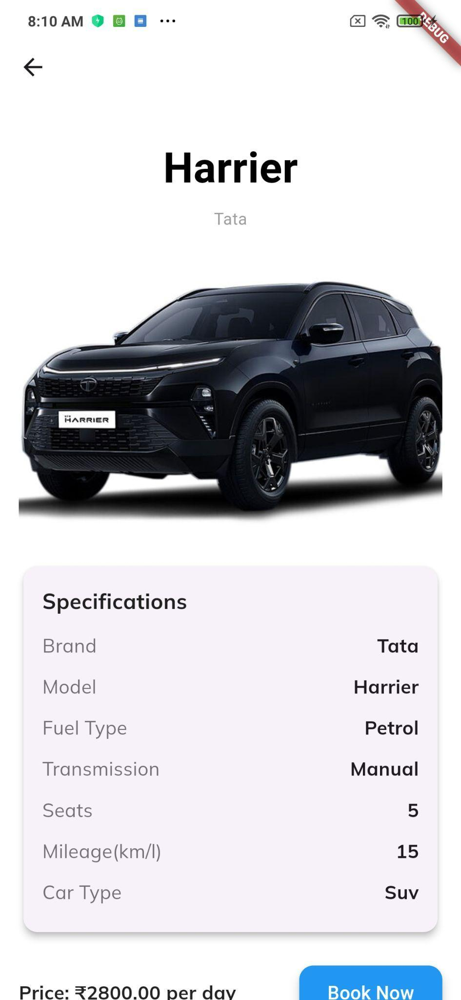 8:10 AM
100
DEBUG
Harrier
Tata
HARRIER
Specifications
Brand Tata
Model Harrier
Fuel Type Petrol
Transmission Manual
Seats 5
Mileage(km/l) 15
Car Type Suv
Price: ₹2800.00 per day
Book Now